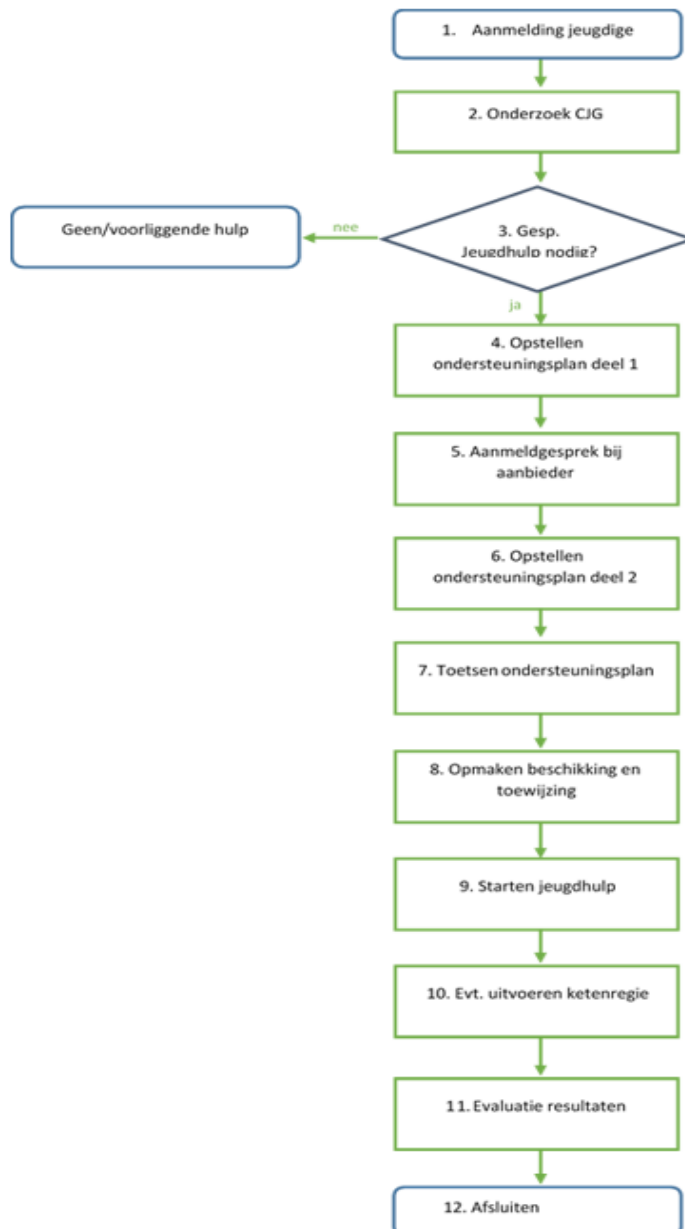 1. Aanmelding jeugdige
2. Onderzoek CJG
Geen/voorliggende hulp
nee
3. Gesp.
Jeugdhulp nodig?
ja
4. Opstellen
ondersteuningsplan deel 1
5. Aanmeldgesprek bij
aanbieder
6. Opstellen
ondersteuningsplan deel 2
7. Toetsen ondersteuningsplan
8. Opmaken beschikking en
toewijzing
9. Starten jeugdhulp
10. Evt. uitvoeren ketenregie
11. Evaluatie resultaten
12. Afsluiten